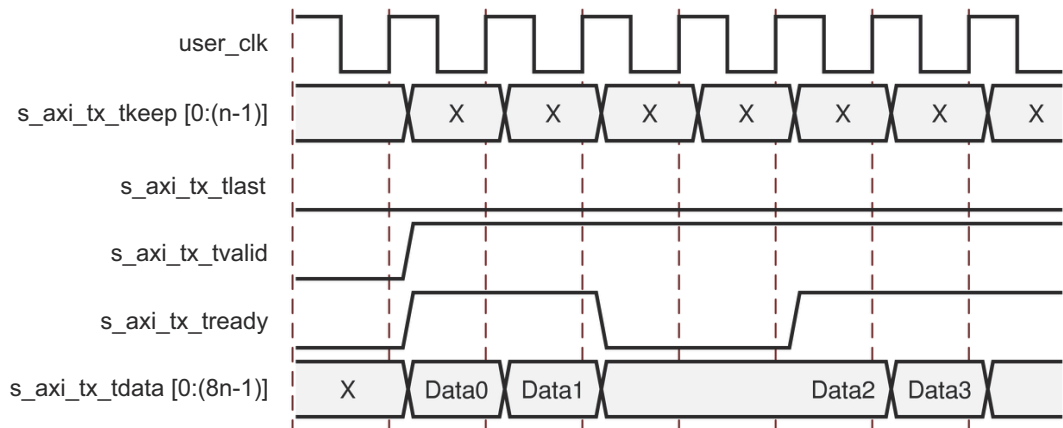 user_clk
s_axi_tx_tkeep [0:(n-1)] X X X X X X X
s_axi_tx_tlast
s_axi_tx_tvalid
s_axi_tx_tready
s_axi_tx_tdata [0:(8n-1)] X Data0 Data1 Data2 Data3